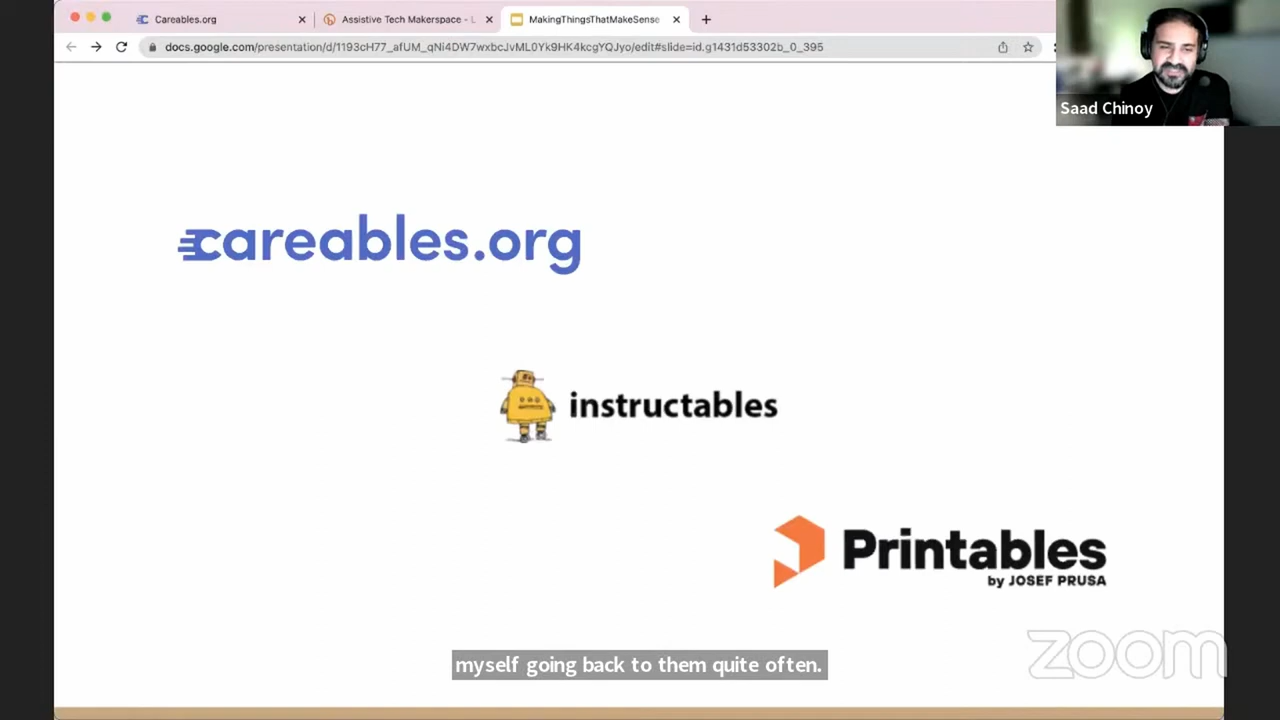 Careables.org
Assistive Tech Makerspace - L
MakingThingsThatMakeSense
docs.google.com/presentation/d/1193cH77_afUM_qNi4DW7wxbcJvML0Yk9HK4kcgYQJyo/edit#slide=id.g1431d53302b_0_395
Saad Chinoy
careables.org
instructables
Printables
by JOSEF PRUSA
myself going back to them quite often.
zoom